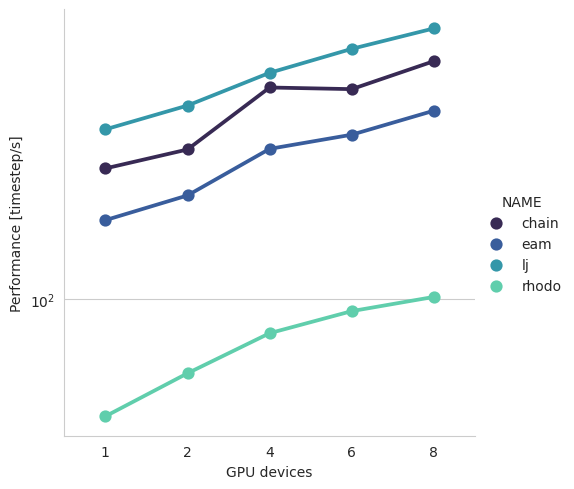 Performance [timestep/s]
10²
1 2 4 6 8
GPU devices
NAME
chain
eam
lj
rhodo